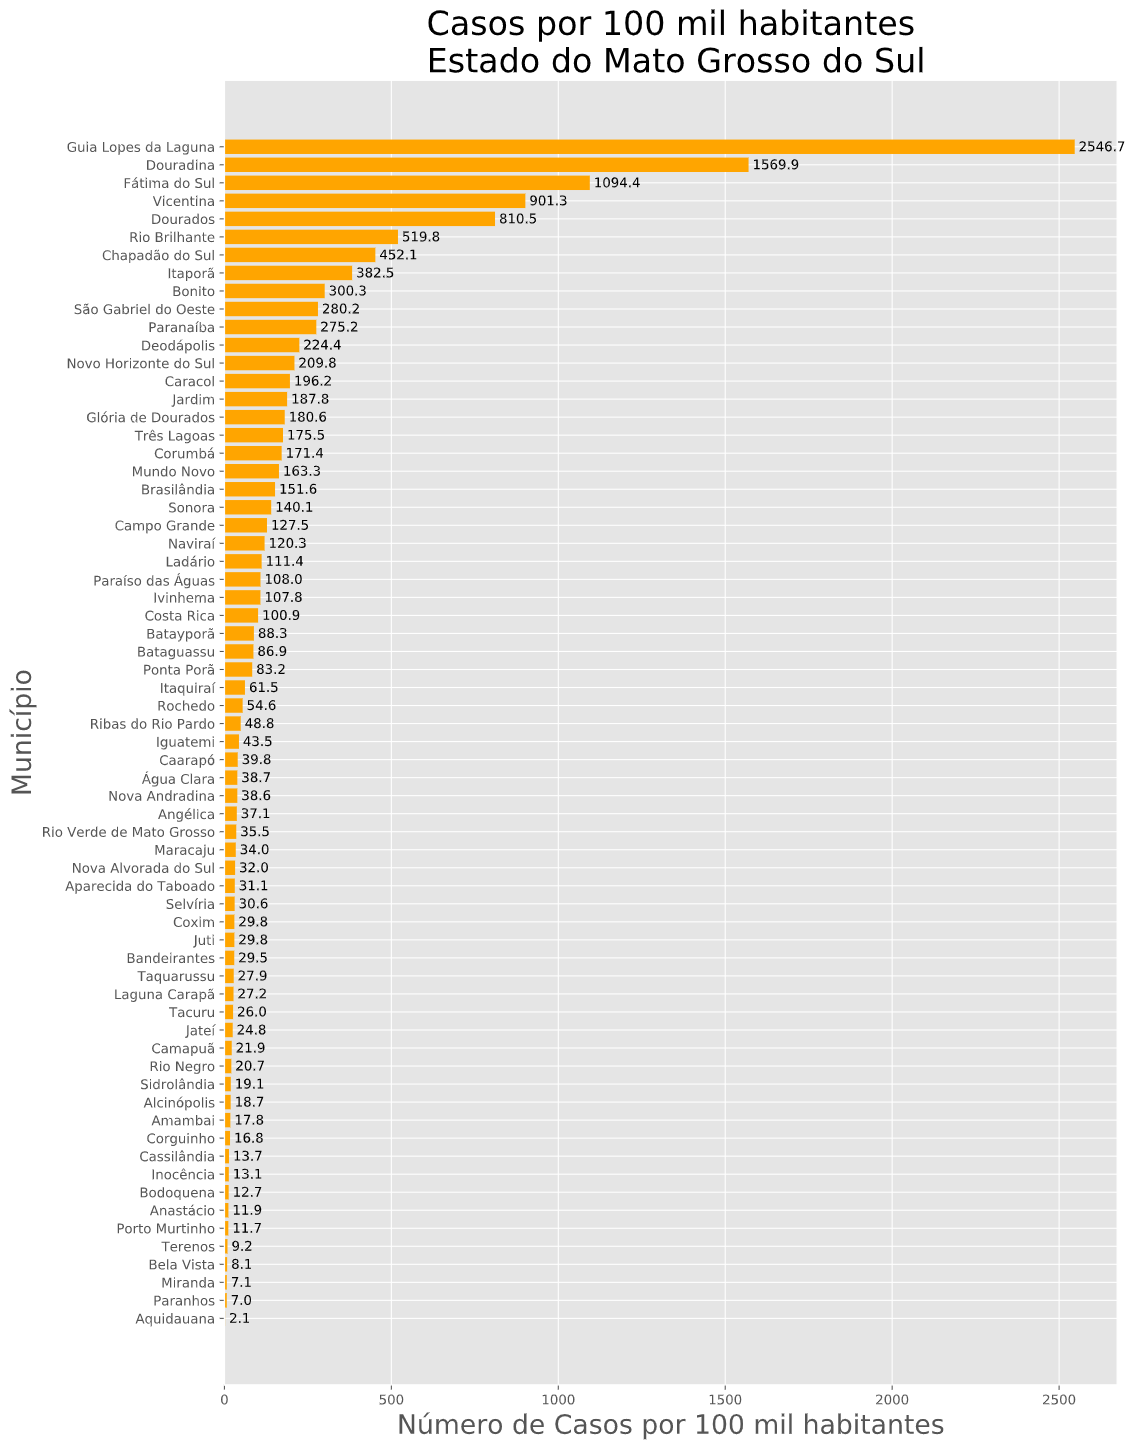 Casos por 100 mil habitantes
Estado do Mato Grosso do Sul
Guia Lopes da Laguna 2546.7
Douradina 1569.9
Fátima do Sul 1094.4
Vicentina 901.3
Dourados 810.5
Rio Brilhante 519.8
Chapadão do Sul 452.1
Itaporã 382.5
Bonito 300.3
São Gabriel do Oeste 280.2
Paranaíba 275.2
Deodápolis 224.4
Novo Horizonte do Sul 209.8
Caracol 196.2
Jardim 187.8
Glória de Dourados 180.6
Três Lagoas 175.5
Corumbá 171.4
Mundo Novo 163.3
Brasilândia 151.6
Sonora 140.1
Campo Grande 127.5
Naviraí 120.3
Ladário 111.4
Paraíso das Águas 108.0
Ivinhema 107.8
Costa Rica 100.9
Batayporã 88.3
Bataguassu 86.9
Ponta Porã 83.2
Itaquiraí 61.5
Rochedo 54.6
Ribas do Rio Pardo 48.8
Iguatemi 43.5
Caarapó 39.8
Água Clara 38.7
Nova Andradina 38.6
Angélica 37.1
Rio Verde de Mato Grosso 35.5
Maracaju 34.0
Nova Alvorada do Sul 32.0
Aparecida do Taboado 31.1
Selvíria 30.6
Coxim 29.8
Juti 29.8
Bandeirantes 29.5
Taquarussu 27.9
Laguna Carapã 27.2
Tacuru 26.0
Jateí 24.8
Camapuã 21.9
Rio Negro 20.7
Sidrolândia 19.1
Alcinópolis 18.7
Amambai 17.8
Corguinho 16.8
Cassilândia 13.7
Inocência 13.1
Bodoquena 12.7
Anastácio 11.9
Porto Murtinho 11.7
Terenos 9.2
Bela Vista 8.1
Miranda 7.1
Paranhos 7.0
Aquidauana 2.1
Município
0 500 1000 1500 2000 2500
Número de Casos por 100 mil habitantes